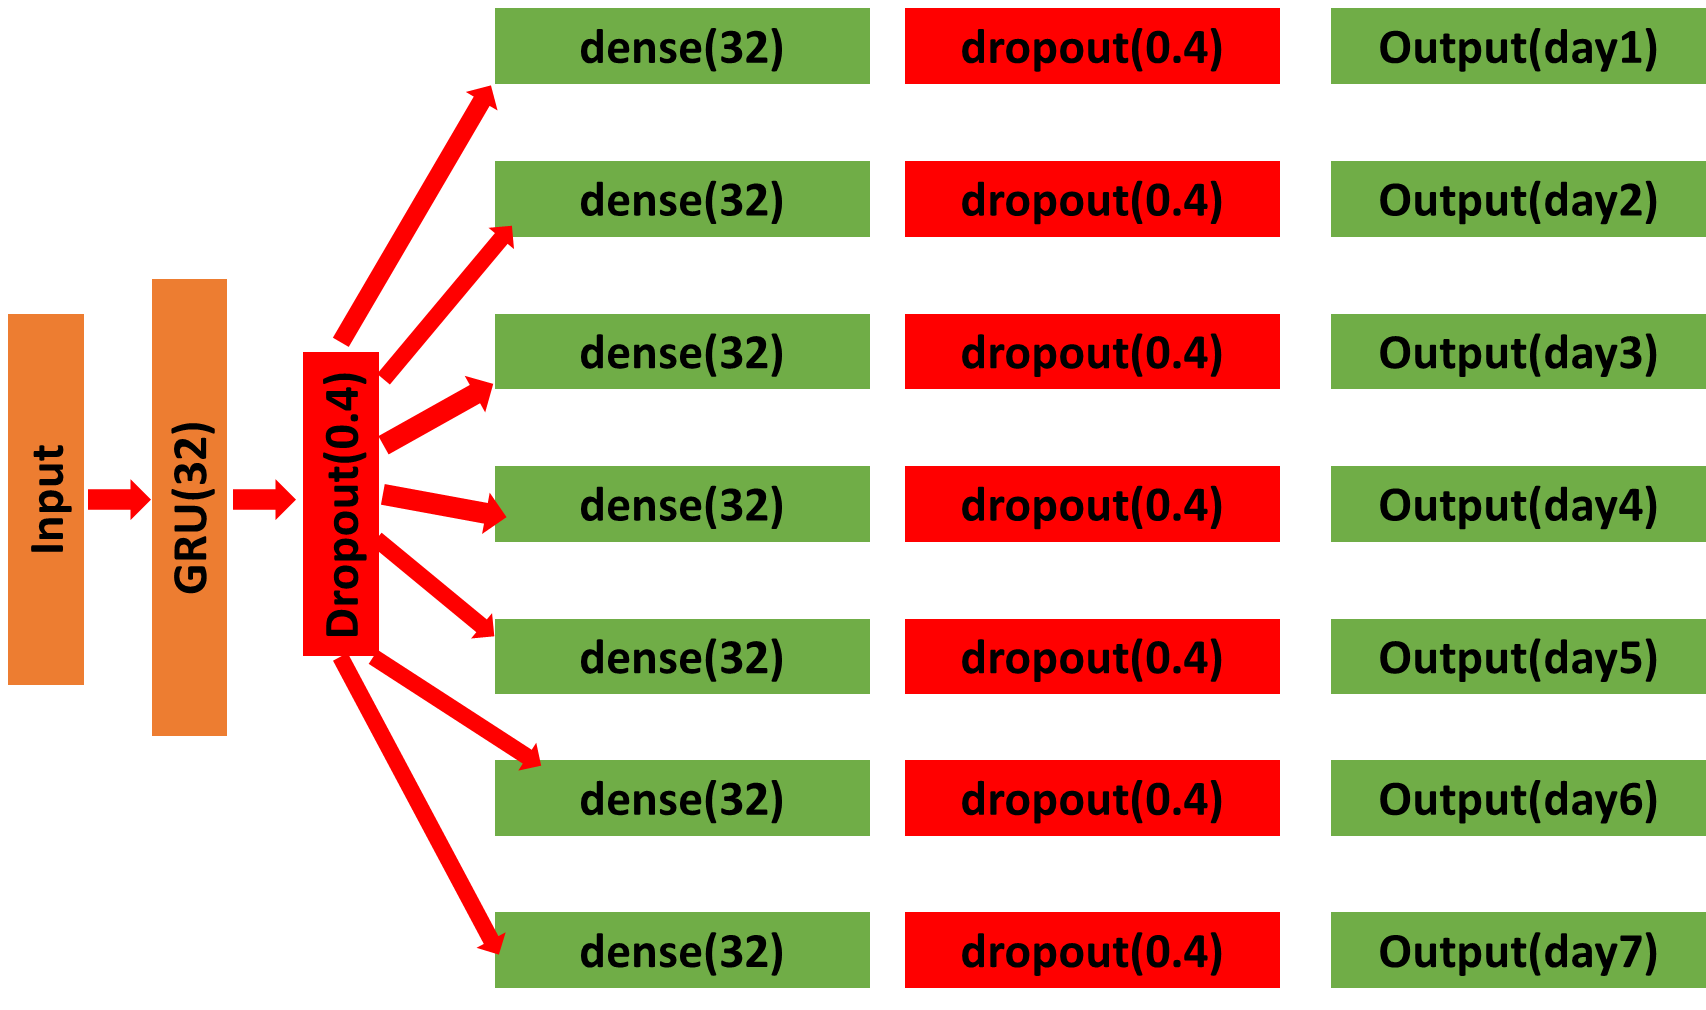 Input
GRU(32)
Dropout(0.4)
dense(32) dropout(0.4) Output(day1)
dense(32) dropout(0.4) Output(day2)
dense(32) dropout(0.4) Output(day3)
dense(32) dropout(0.4) Output(day4)
dense(32) dropout(0.4) Output(day5)
dense(32) dropout(0.4) Output(day6)
dense(32) dropout(0.4) Output(day7)